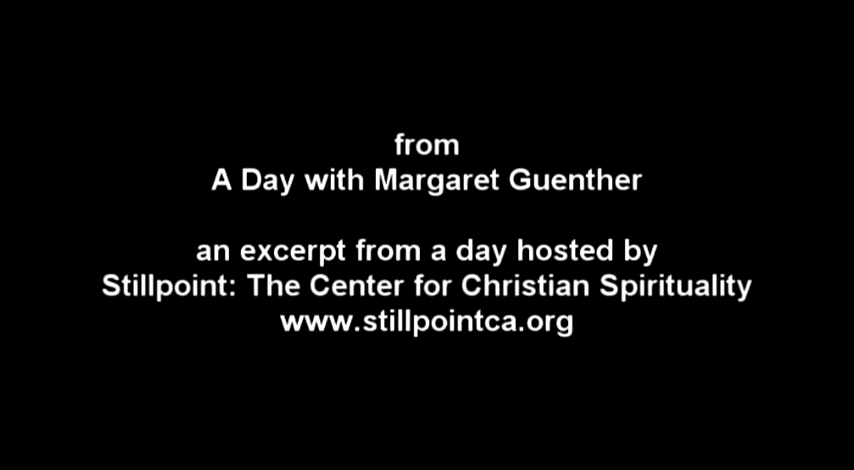 from
A Day with Margaret Guenther
an excerpt from a day hosted by
Stillpoint: The Center for Christian Spirituality
www.stillpointca.org